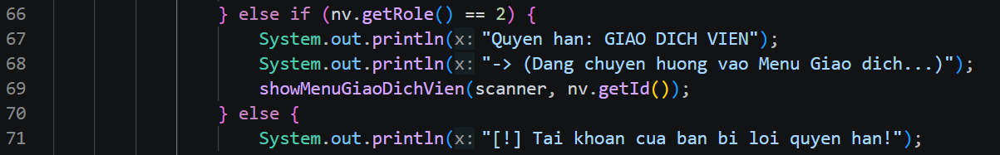 66 } else if (nv.getRole() == 2) {
67 System.out.println(x: "Quyen han: GIAO DICH VIEN");
68 System.out.println(x: "-> (Dang chuyen huong vao Menu Giao dich...)");
69 showMenuGiaoDichVien(scanner, nv.getId());
70 } else {
71 System.out.println(x: "[!] Tai khoan cua ban bi loi quyen han!");